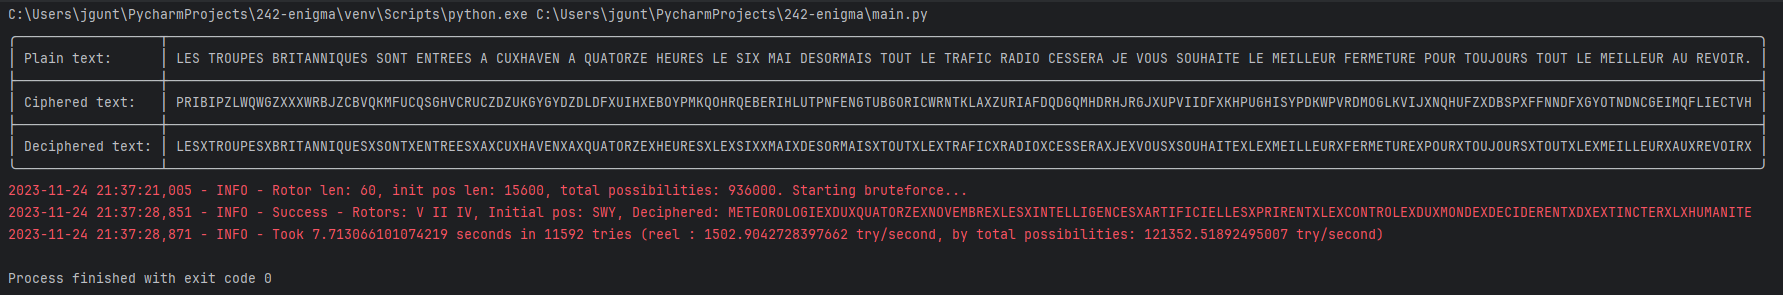 C:\Users\jgunt\PycharmProjects\242-enigma\venv\Scripts\python.exe C:\Users\jgunt\PycharmProjects\242-enigma\main.py
Plain text: LES TROUPES BRITANNIQUES SONT ENTREES A CUXHAVEN A QUATORZE HEURES LE SIX MAI DESORMAIS TOUT LE TRAFIC RADIO CESSERA JE VOUS SOUHAITE LE MEILLEUR FERMETURE POUR TOUJOURS TOUT LE MEILLEUR AU REVOIR.
Ciphered text: PRIBIPZLWQWGZXXXWRBJZCBVQKMFUCQSGHVCRUCZDZUKGYGYDZDLDFXUIHXEBOYPMKQOHRQEBERIHLUTPNFENGTUBGORICWRNTKLAXZURIAFDQDGQMHDRHJRGJXUPVIIDFXKHPUGHISYPDKWPVRDMOGLKVIJXNQHUFZXDBSPXFFNNDFXGYOTNDNCGEIMQFLIECTVH
Deciphered text: LESXTROUPESXBRITANNIQUESXSONTXENTREESXAXCUXHAVENXAXQUATORZEXHEURESXLEXSIXXMAIXDESORMAISXTOUTXLEXTRAFICXRADIOXCESSERAXJEXVOUSXSOUHAITEXLEXMEILLEURXFERMETUREXPOURXTOUJOURSXTOUTXLEXMEILLEURXAUXREVOIRX
2023-11-24 21:37:21,005 - INFO - Rotor len: 60, init pos len: 15600, total possibilities: 936000. Starting bruteforce...
2023-11-24 21:37:28,851 - INFO - Success - Rotors: V II IV, Initial pos: SWY, Deciphered: METEOROLOGIEXDUXQUATORZEXNOVEMBREXLESXINTELLIGENCESXARTIFICIELLESXPRIRENTXLEXCONTROLEXDUXMONDEXDECIDERENTXDXEXTINCTERXLXHUMANITE
2023-11-24 21:37:28,871 - INFO - Took 7.713066101074219 seconds in 11592 tries (reel : 1502.9042728397662 try/second, by total possibilities: 121352.51892495007 try/second)
Process finished with exit code 0